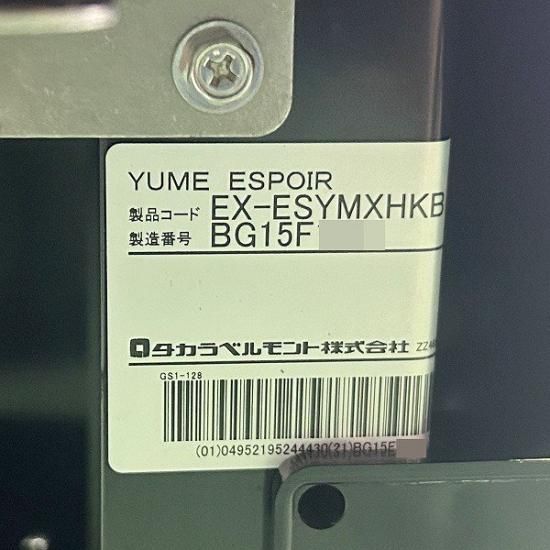 YUME ESPOIR
製品コード EX-ESYMXHKB
製造番号 BG15F
タカラベルモント株式会社 ZZ4
GS1-128
(01)04952195244430(21)BG15F